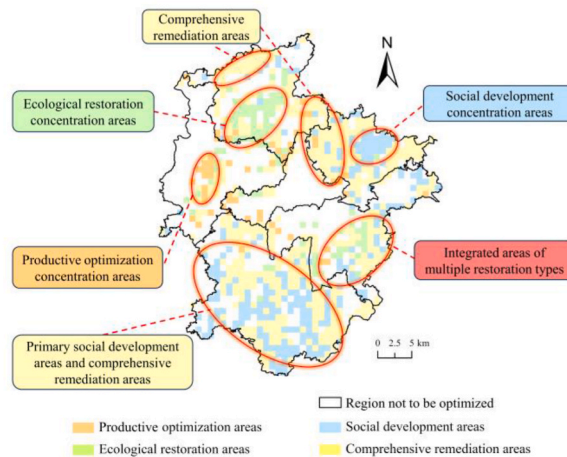 Comprehensive
remediation areas
N
Ecological restoration
concentration areas
Social development
concentration areas
Productive optimization
concentration areas
Integrated areas of
multiple restoration types
Primary social development
areas and comprehensive
remediation areas
0 2.5 5 km
Region not to be optimized
Productive optimization areas
Social development areas
Ecological restoration areas
Comprehensive remediation areas